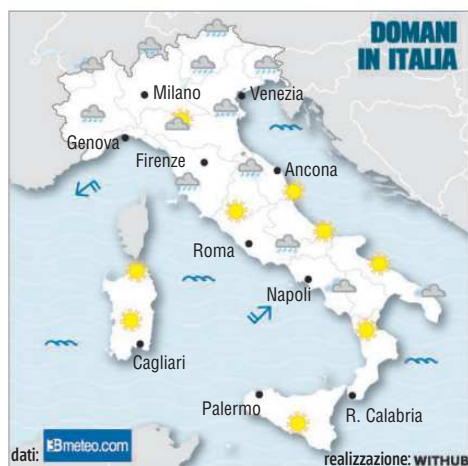 DOMANI
IN ITALIA
Milano
Venezia
Genova
Firenze
Ancona
Roma
Napoli
Cagliari
Palermo
R. Calabria
dati: 3Bmeteo.com
realizzazione: WITHUB